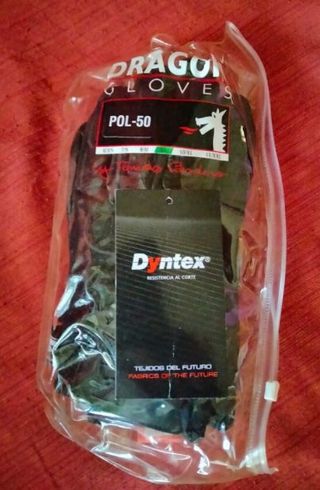 DRAGON
GLOVES
POL-50
Dyntex®
RESISTENCIA AL CORTE
TEJIDOS DEL FUTURO
FABRICS OF THE FUTURE